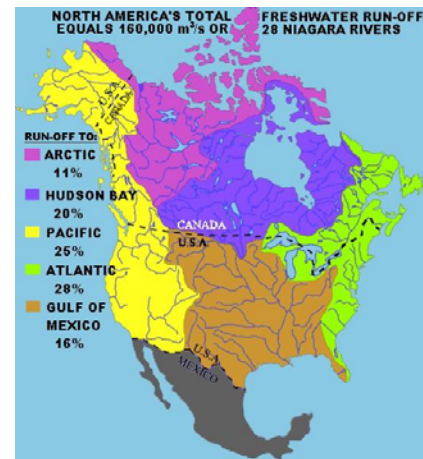 NORTH AMERICA'S TOTAL
EQUALS 160,000 m³/s OR
FRESHWATER RUN-OFF
28 NIAGARA RIVERS
U.S.A.
CANADA
RUN-OFF TO:
ARCTIC
11%
HUDSON BAY
20%
PACIFIC
25%
ATLANTIC
28%
GULF OF
MEXICO
16%
CANADA
U.S.A.
U.S.A.
MEXICO